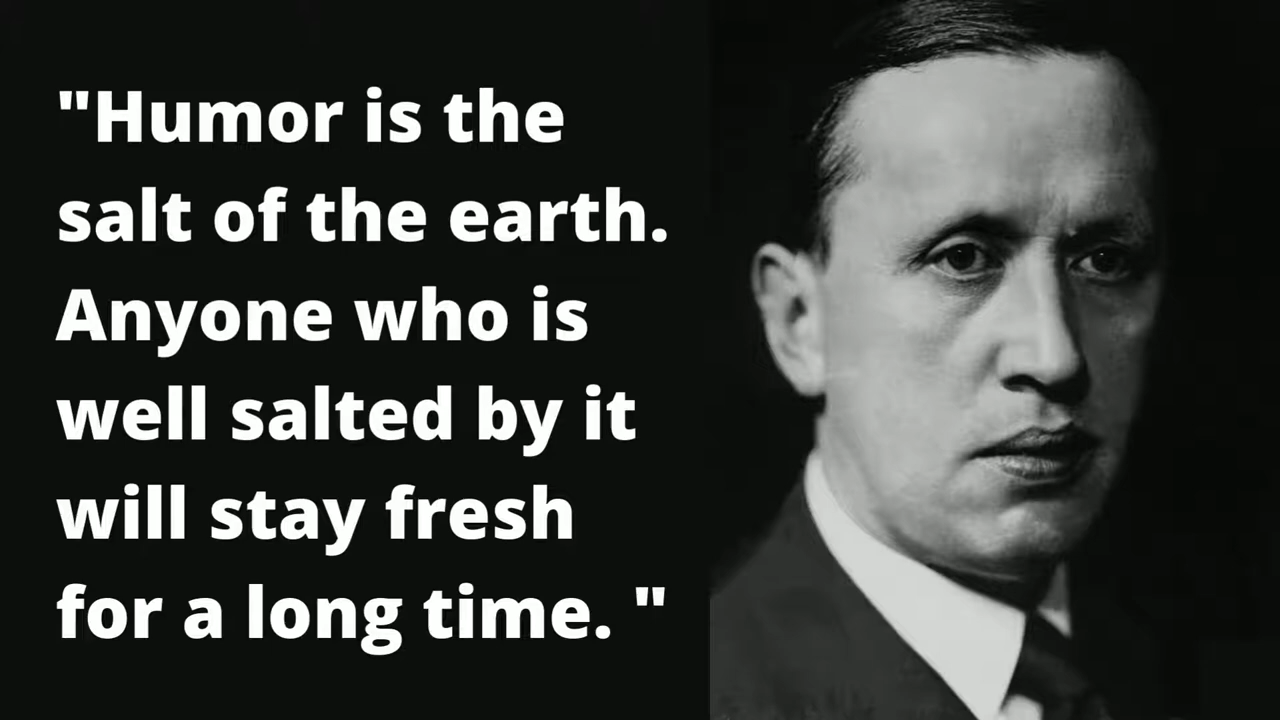 "Humor is the
salt of the earth.
Anyone who is
well salted by it
will stay fresh
for a long time. "